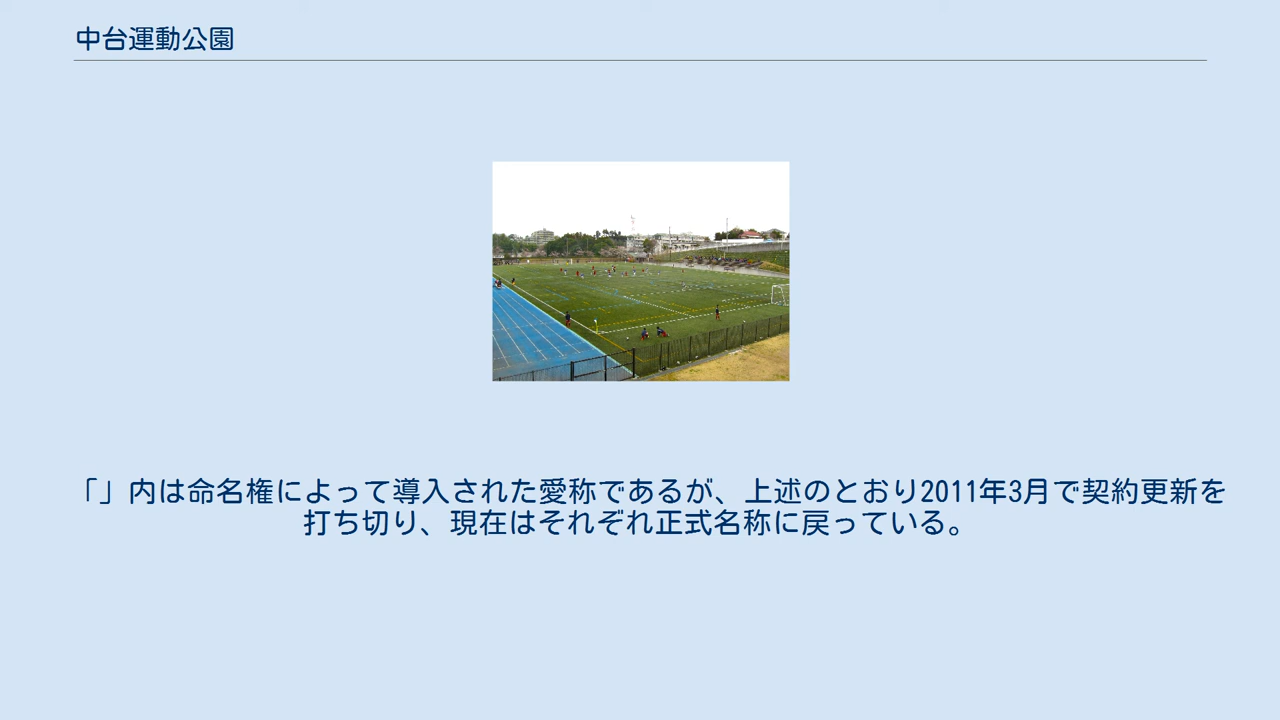 中台運動公園
「」内は命名権によって導入された愛称であるが、上述のとおり2011年3月で契約更新を
打ち切り、現在はそれぞれ正式名称に戻っている。